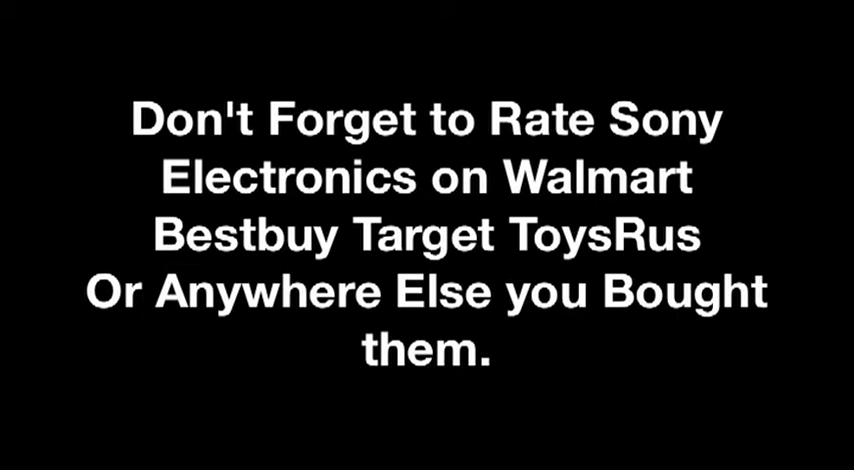 Don't Forget to Rate Sony
Electronics on Walmart
Bestbuy Target ToysRus
Or Anywhere Else you Bought
them.